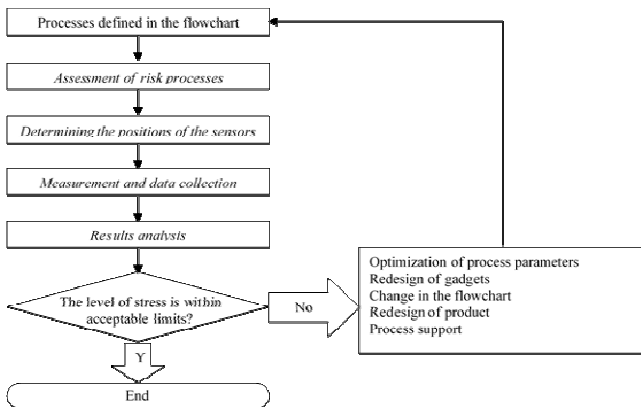 Processes defined in the flowchart
Assessment of risk processes
Determining the positions of the sensors
Measurement and data collection
Results analysis
The level of stress is within
acceptable limits?
No
Optimization of process parameters
Redesign of gadgets
Change in the flowchart
Redesign of product
Process support
Y
End